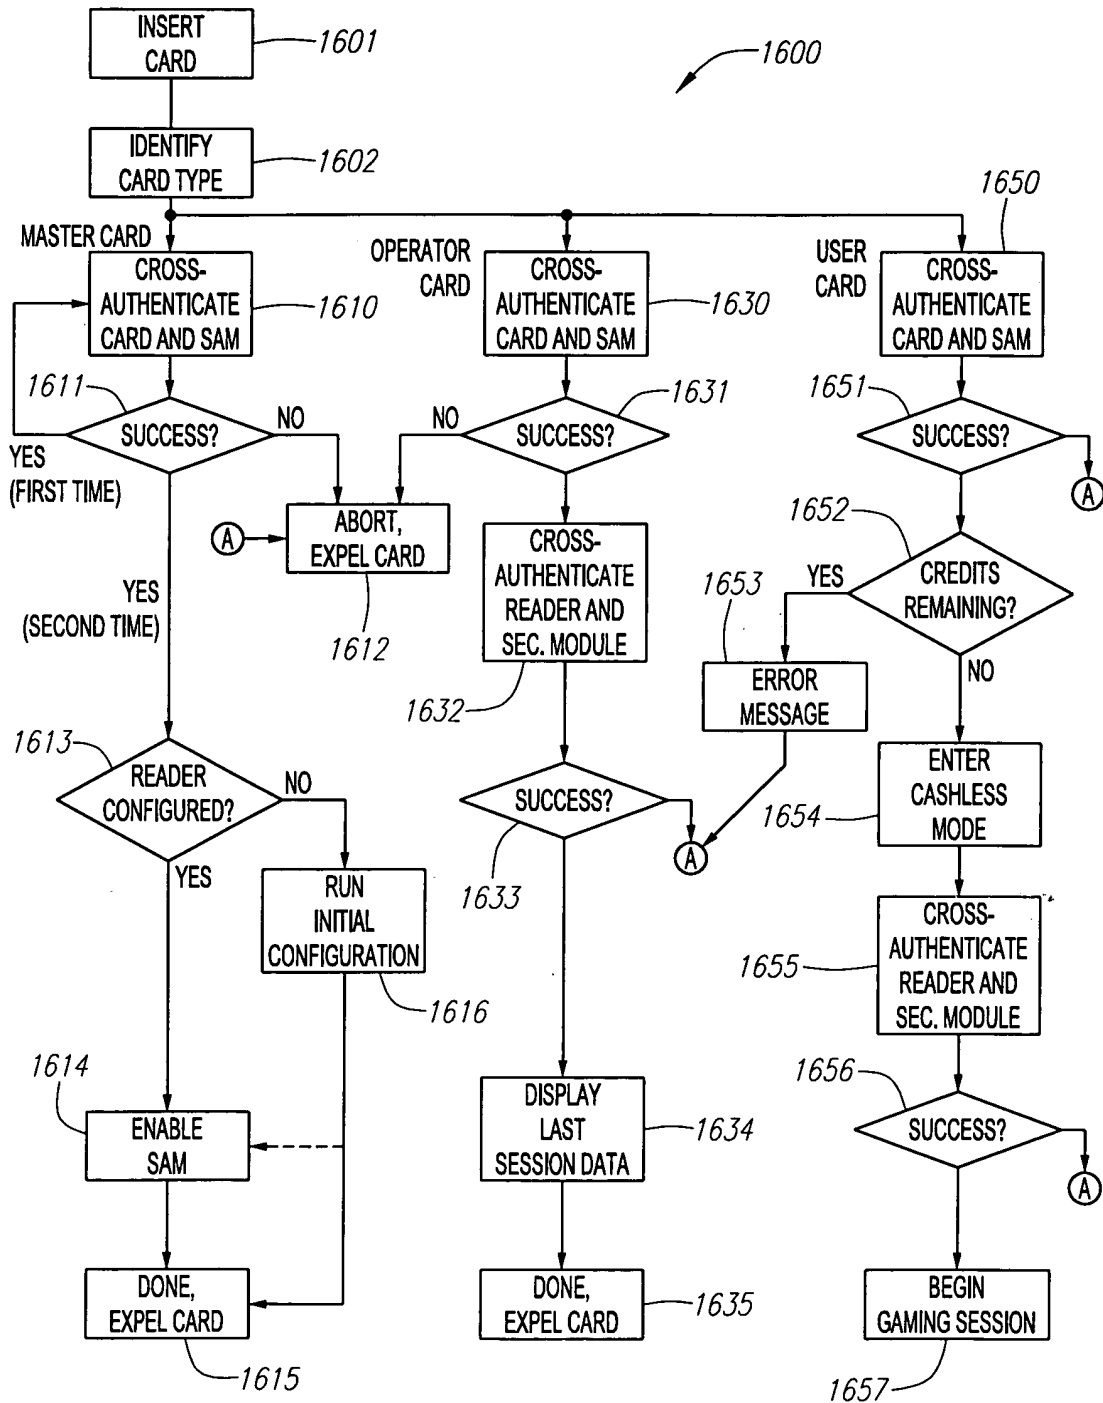 INSERT
CARD
1601
1600
IDENTIFY
CARD TYPE
1602
MASTER CARD
CROSS-
AUTHENTICATE
CARD AND SAM
1610
OPERATOR
CARD
CROSS-
AUTHENTICATE
CARD AND SAM
1630
USER
CARD
1650
CROSS-
AUTHENTICATE
CARD AND SAM
1611
SUCCESS?
NO
YES
(FIRST TIME)
YES
(SECOND TIME)
A
ABORT,
EXPEL CARD
1612
NO
SUCCESS?
1631
CROSS-
AUTHENTICATE
READER AND
SEC. MODULE
1632
1651
SUCCESS?
A
1652
CREDITS
REMAINING?
YES
NO
1653
ERROR
MESSAGE
1613
READER
CONFIGURED?
NO
YES
RUN
INITIAL
CONFIGURATION
1616
SUCCESS?
1633
A
ENTER
CASHLESS
MODE
1654
CROSS-
AUTHENTICATE
READER AND
SEC. MODULE
1655
1614
ENABLE
SAM
DISPLAY
LAST
SESSION DATA
1634
1656
SUCCESS?
A
DONE,
EXPEL CARD
1615
DONE,
EXPEL CARD
1635
BEGIN
GAMING SESSION
1657